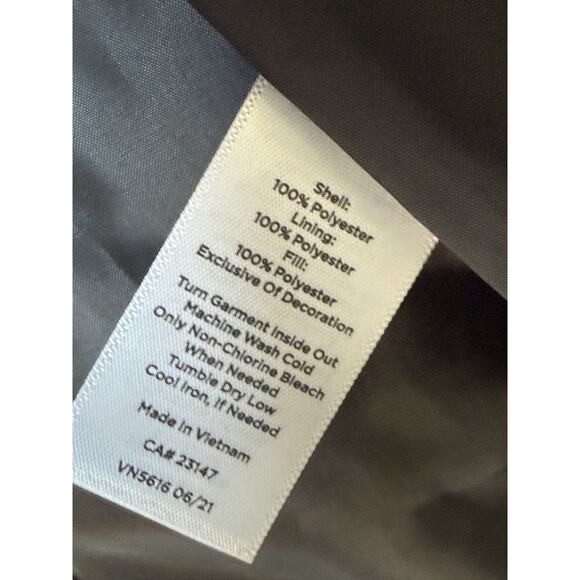 Shell:
100% Polyester
Lining:
100% Polyester
Fill:
100% Polyester
Exclusive Of Decoration
Turn Garment Inside Out
Machine Wash Cold
Only Non-Chlorine Bleach
When Needed
Tumble Dry Low
Cool Iron, If Needed
Made In Vietnam
CA# 23147
VN5616 06/21